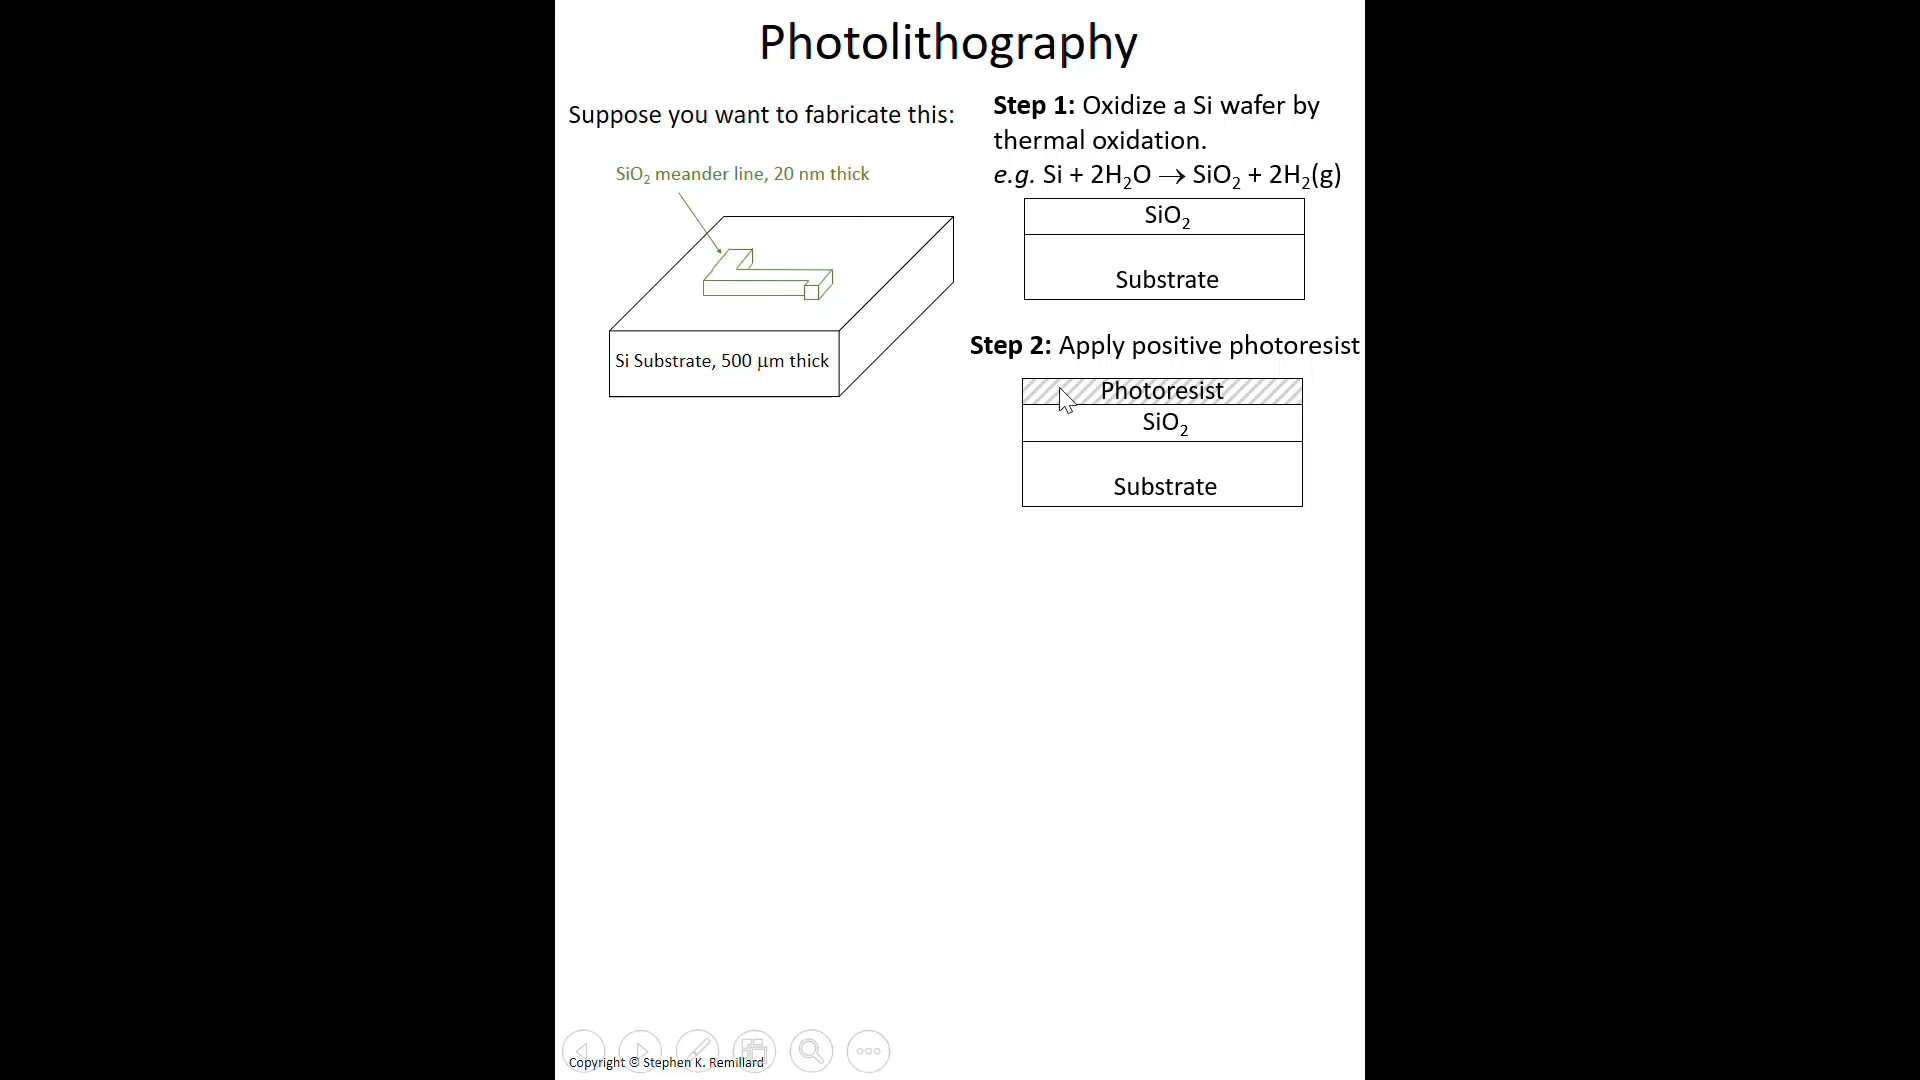 Photolithography
Suppose you want to fabricate this:
SiO₂ meander line, 20 nm thick
Si Substrate, 500 µm thick
Step 1: Oxidize a Si wafer by
thermal oxidation.
e.g. Si + 2H₂O → SiO₂ + 2H₂(g)
SiO₂
Substrate
Step 2: Apply positive photoresist
Photoresist
SiO₂
Substrate
Copyright © Stephen K. Remillard